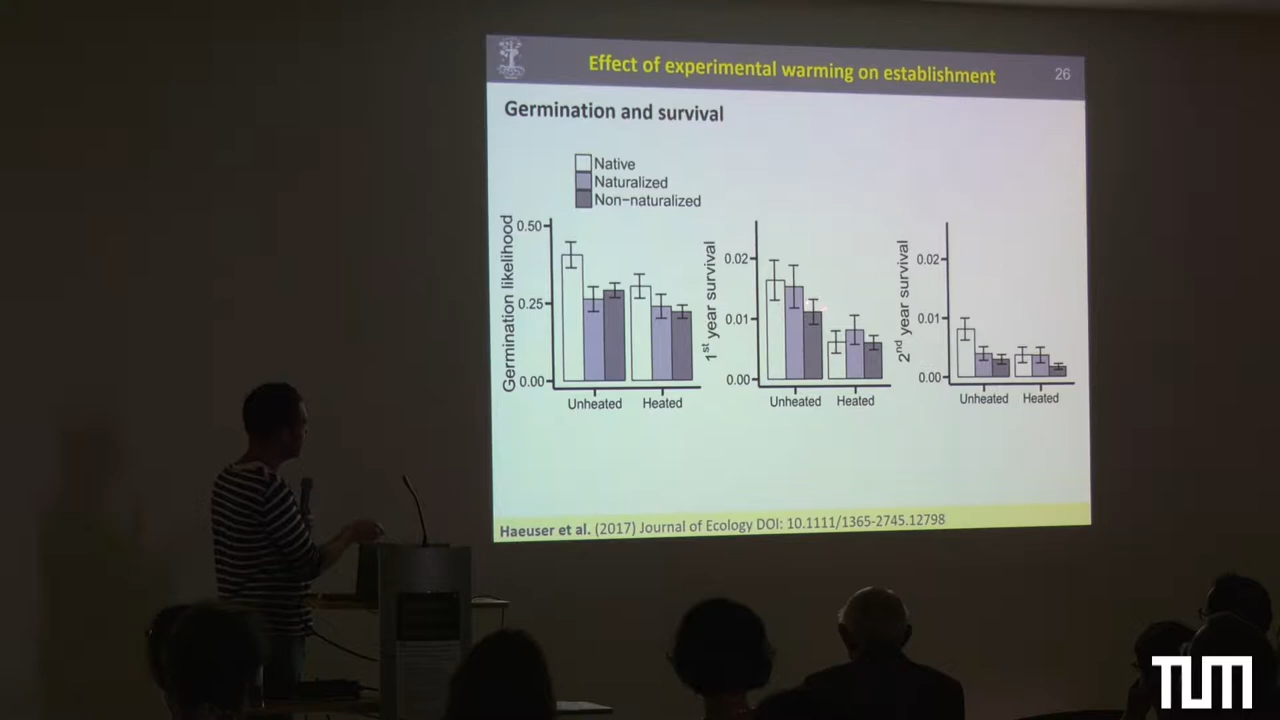 Effect of experimental warming on establishment
26
Germination and survival
Native
Naturalized
Non-naturalized
Germination likelihood
0.50
0.25
0.00
Unheated
Heated
1st year survival
0.02
0.01
0.00
Unheated
Heated
2nd year survival
0.02
0.01
0.00
Unheated
Heated
Haeuser et al. (2017) Journal of Ecology DOI: 10.1111/1365-2745.12798
TUM